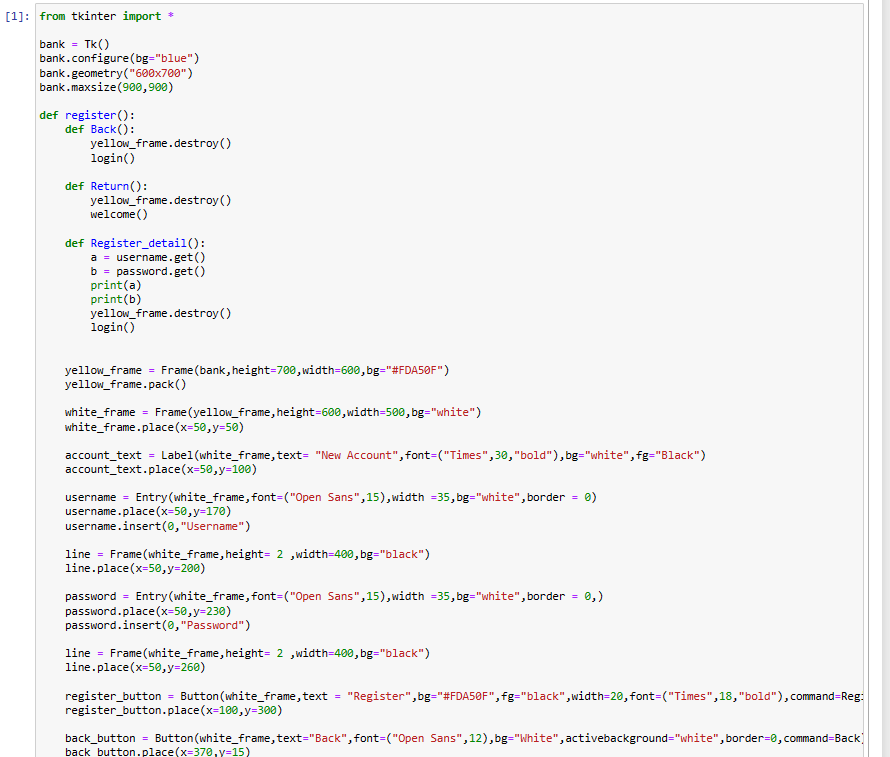 [1]: from tkinter import *
bank = Tk()
bank.configure(bg="blue")
bank.geometry("600x700")
bank.maxsize(900,900)
def register():
    def Back():
        yellow_frame.destroy()
        login()
    def Return():
        yellow_frame.destroy()
        welcome()
    def Register_detail():
        a = username.get()
        b = password.get()
        print(a)
        print(b)
        yellow_frame.destroy()
        login()
    yellow_frame = Frame(bank,height=700,width=600,bg="#FDA50F")
    yellow_frame.pack()
    white_frame = Frame(yellow_frame,height=600,width=500,bg="white")
    white_frame.place(x=50,y=50)
    account_text = Label(white_frame,text= "New Account",font=("Times",30,"bold"),bg="white",fg="Black")
    account_text.place(x=50,y=100)
    username = Entry(white_frame,font=("Open Sans",15),width =35,bg="white",border = 0)
    username.place(x=50,y=170)
    username.insert(0,"Username")
    line = Frame(white_frame,height= 2 ,width=400,bg="black")
    line.place(x=50,y=200)
    password = Entry(white_frame,font=("Open Sans",15),width =35,bg="white",border = 0,)
    password.place(x=50,y=230)
    password.insert(0,"Password")
    line = Frame(white_frame,height= 2 ,width=400,bg="black")
    line.place(x=50,y=260)
    register_button = Button(white_frame,text = "Register",bg="#FDA50F",fg="black",width=20,font=("Times",18,"bold"),command=Reg
    register_button.place(x=100,y=300)
    back_button = Button(white_frame,text="Back",font=("Open Sans",12),bg="White",activebackground="white",border=0,command=Back
    back_button.place(x=370,y=15)